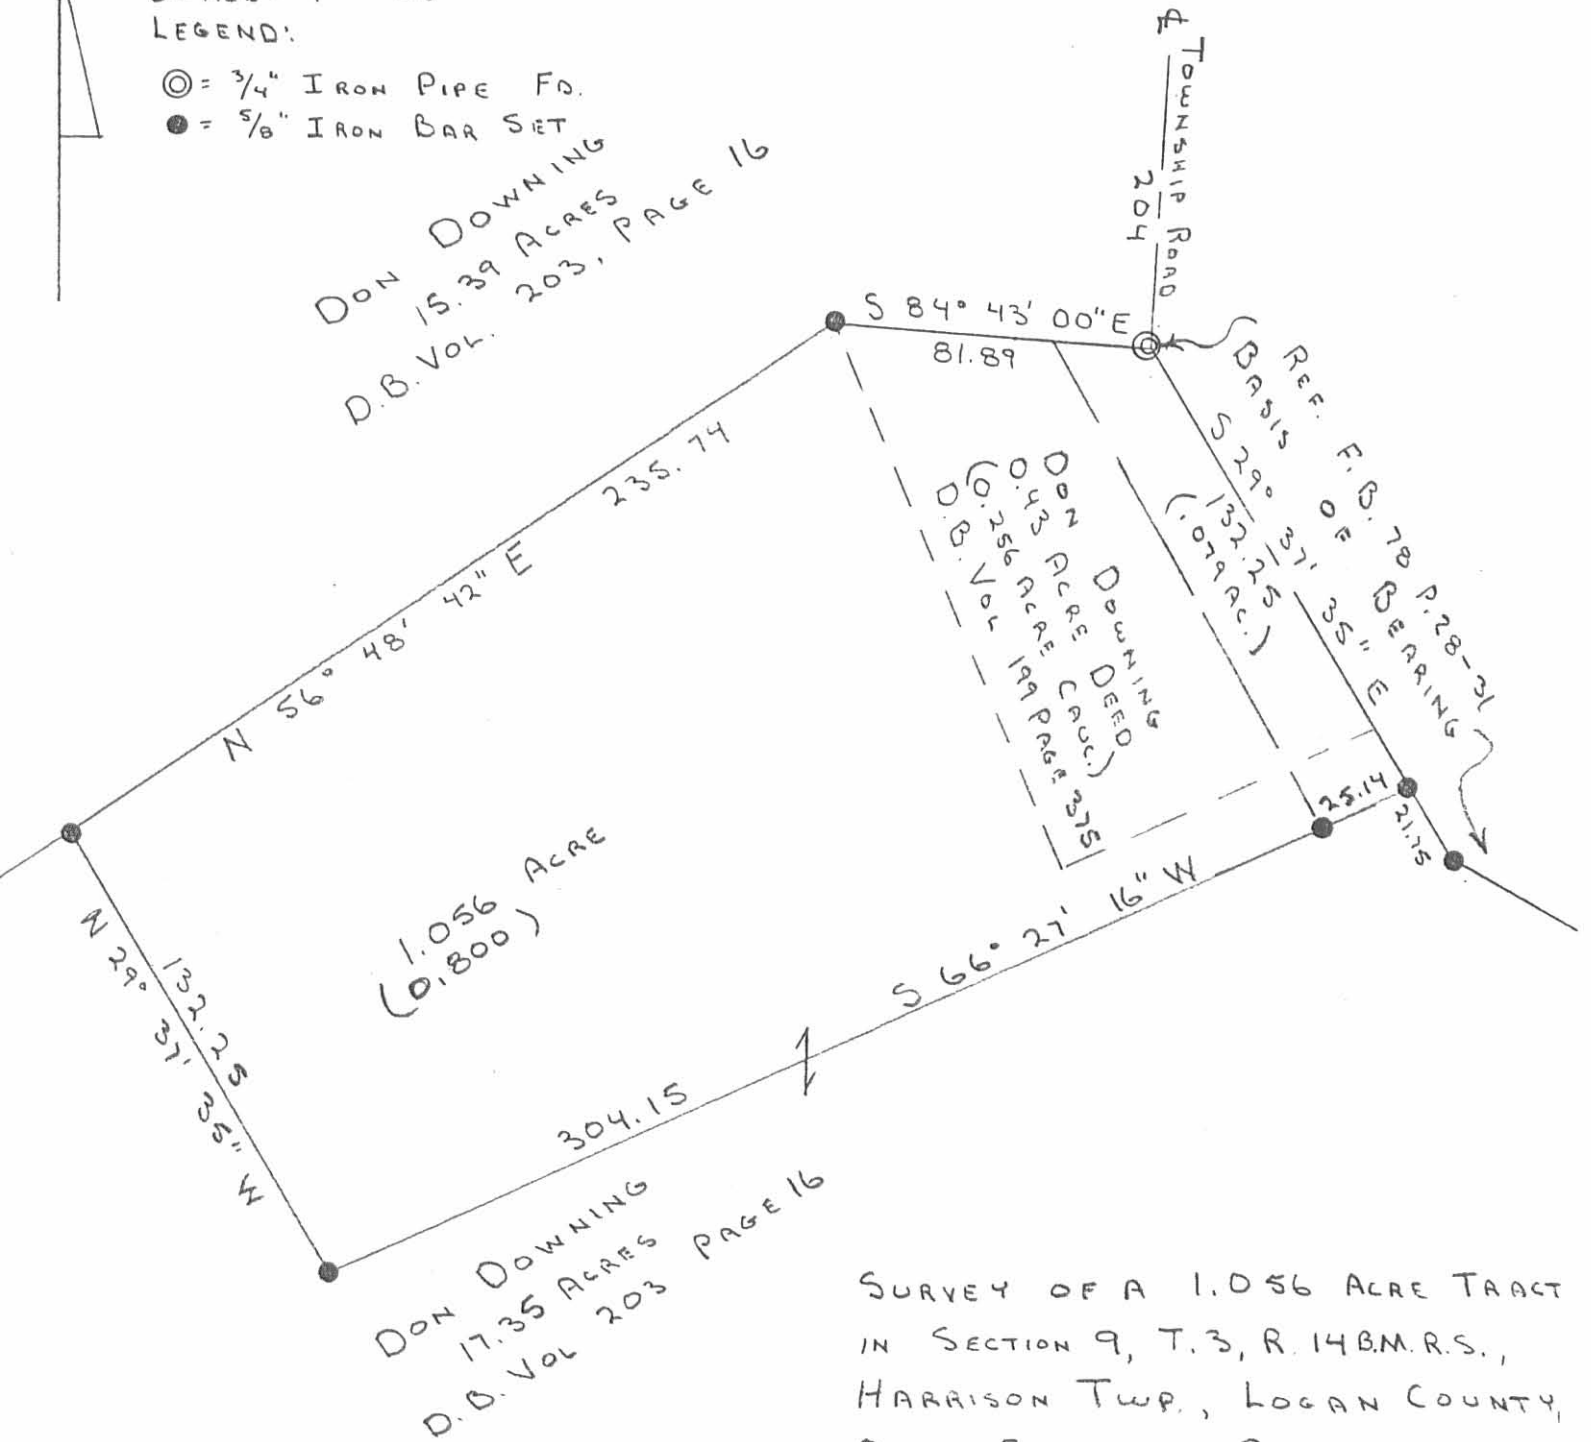 LEGEND:
◎ = 3/4" IRON PIPE FD.
● = 5/8" IRON BAR SET
DON DOWNING
15.39 ACRES
D.B. VOL. 203, PAGE 16
℄ TOWNSHIP ROAD
204
S 84° 43' 00" E
81.89
REF. F.B. 78 P. 28-31
BASIS OF BEARING
S 29° 37' 35" E
132.25
(.079 AC.)
DON DOWNING
0.43 ACRE DEED
(0.256 ACRE CALC.)
D.B. VOL 199 PAGE 375
235.74
N 56° 48' 42" E
25.14
21.75
1.056 ACRE
(0.800)
N 29° 37' 35" W
132.25
S 66° 27' 16" W
304.15
DON DOWNING
17.35 ACRES
D.B. VOL 203 PAGE 16
SURVEY OF A 1.056 ACRE TRACT
IN SECTION 9, T.3, R.14 B.M.R.S.,
HARRISON TWP., LOGAN COUNTY,